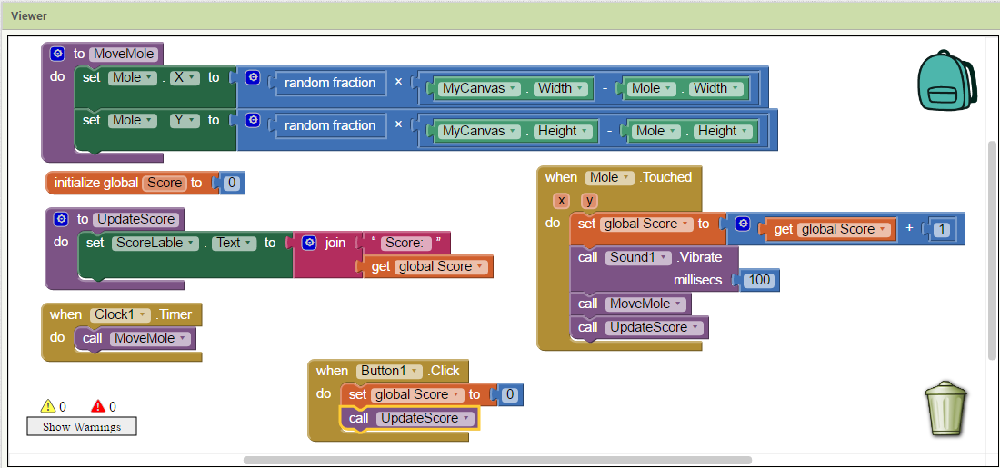 Viewer
to MoveMole
do set Mole . X to random fraction × MyCanvas . Width - Mole . Width
set Mole . Y to random fraction × MyCanvas . Height - Mole . Height
initialize global Score to 0
to UpdateScore
do set ScoreLable . Text to join “ Score: ”
get global Score
when Clock1 .Timer
do call MoveMole
when Mole .Touched
x y
do set global Score to get global Score + 1
call Sound1 .Vibrate
millisecs 100
call MoveMole
call UpdateScore
when Button1 .Click
do set global Score to 0
call UpdateScore
0 0
Show Warnings